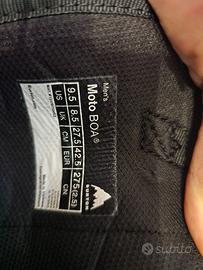 Men's
Moto BOA®
9.5 8.5 27.5 42.5 275(2.5)
US UK CM EUR CN
BURTON
subito